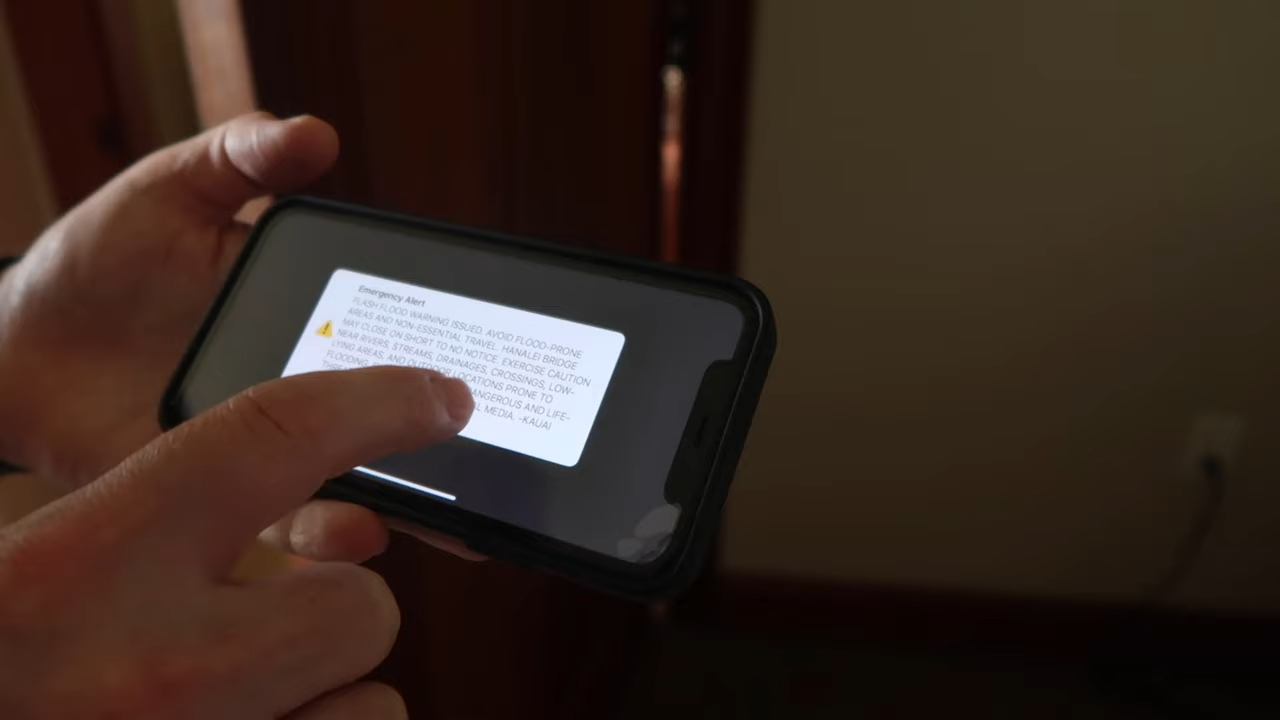 Emergency Alert
FLASH FLOOD WARNING ISSUED. AVOID FLOOD-PRONE
AREAS AND NON-ESSENTIAL TRAVEL. HANALEI BRIDGE
MAY CLOSE ON SHORT TO NO NOTICE. EXERCISE CAUTION
NEAR RIVERS, STREAMS, DRAINAGES, CROSSINGS, LOW-
LYING AREAS, AND OUTDOOR LOCATIONS PRONE TO
FLOODING. DANGEROUS AND LIFE-
MEDIA. -KAUAI